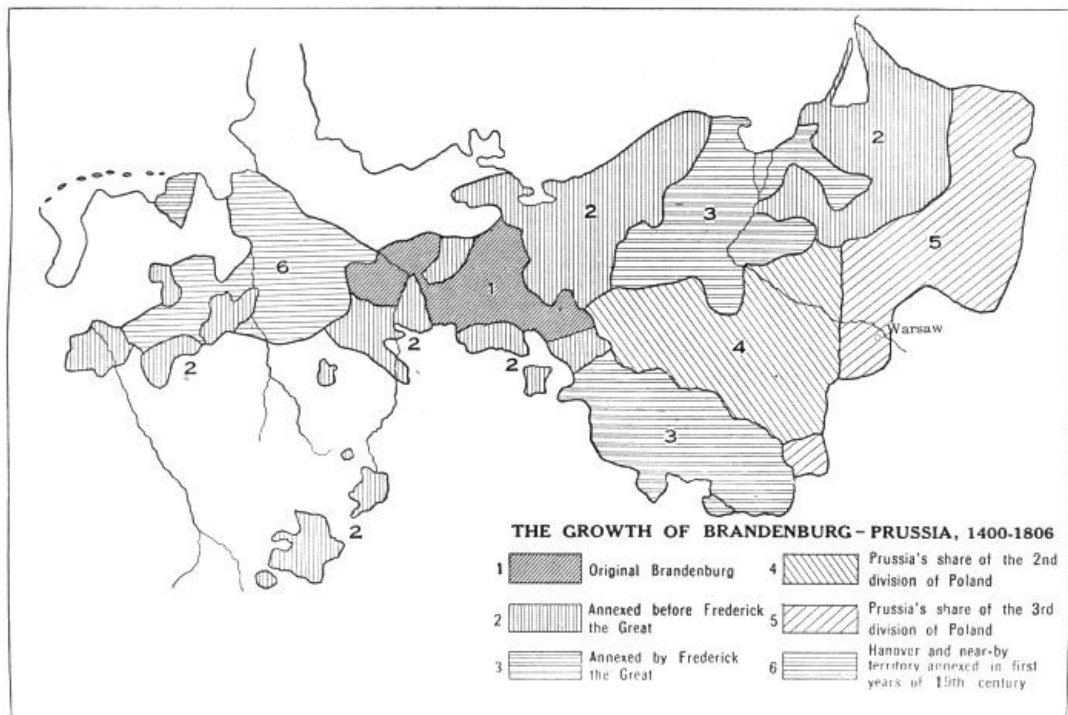 2
2
3
5
6
1
Warsaw
4
2
2
2
3
2
THE GROWTH OF BRANDENBURG-PRUSSIA, 1400-1806
1 Original Brandenburg
2 Annexed before Frederick
the Great
3 Annexed by Frederick
the Great
4 Prussia's share of the 2nd
division of Poland
5 Prussia's share of the 3rd
division of Poland
6 Hanover and near-by
territory annexed in first
years of 19th century